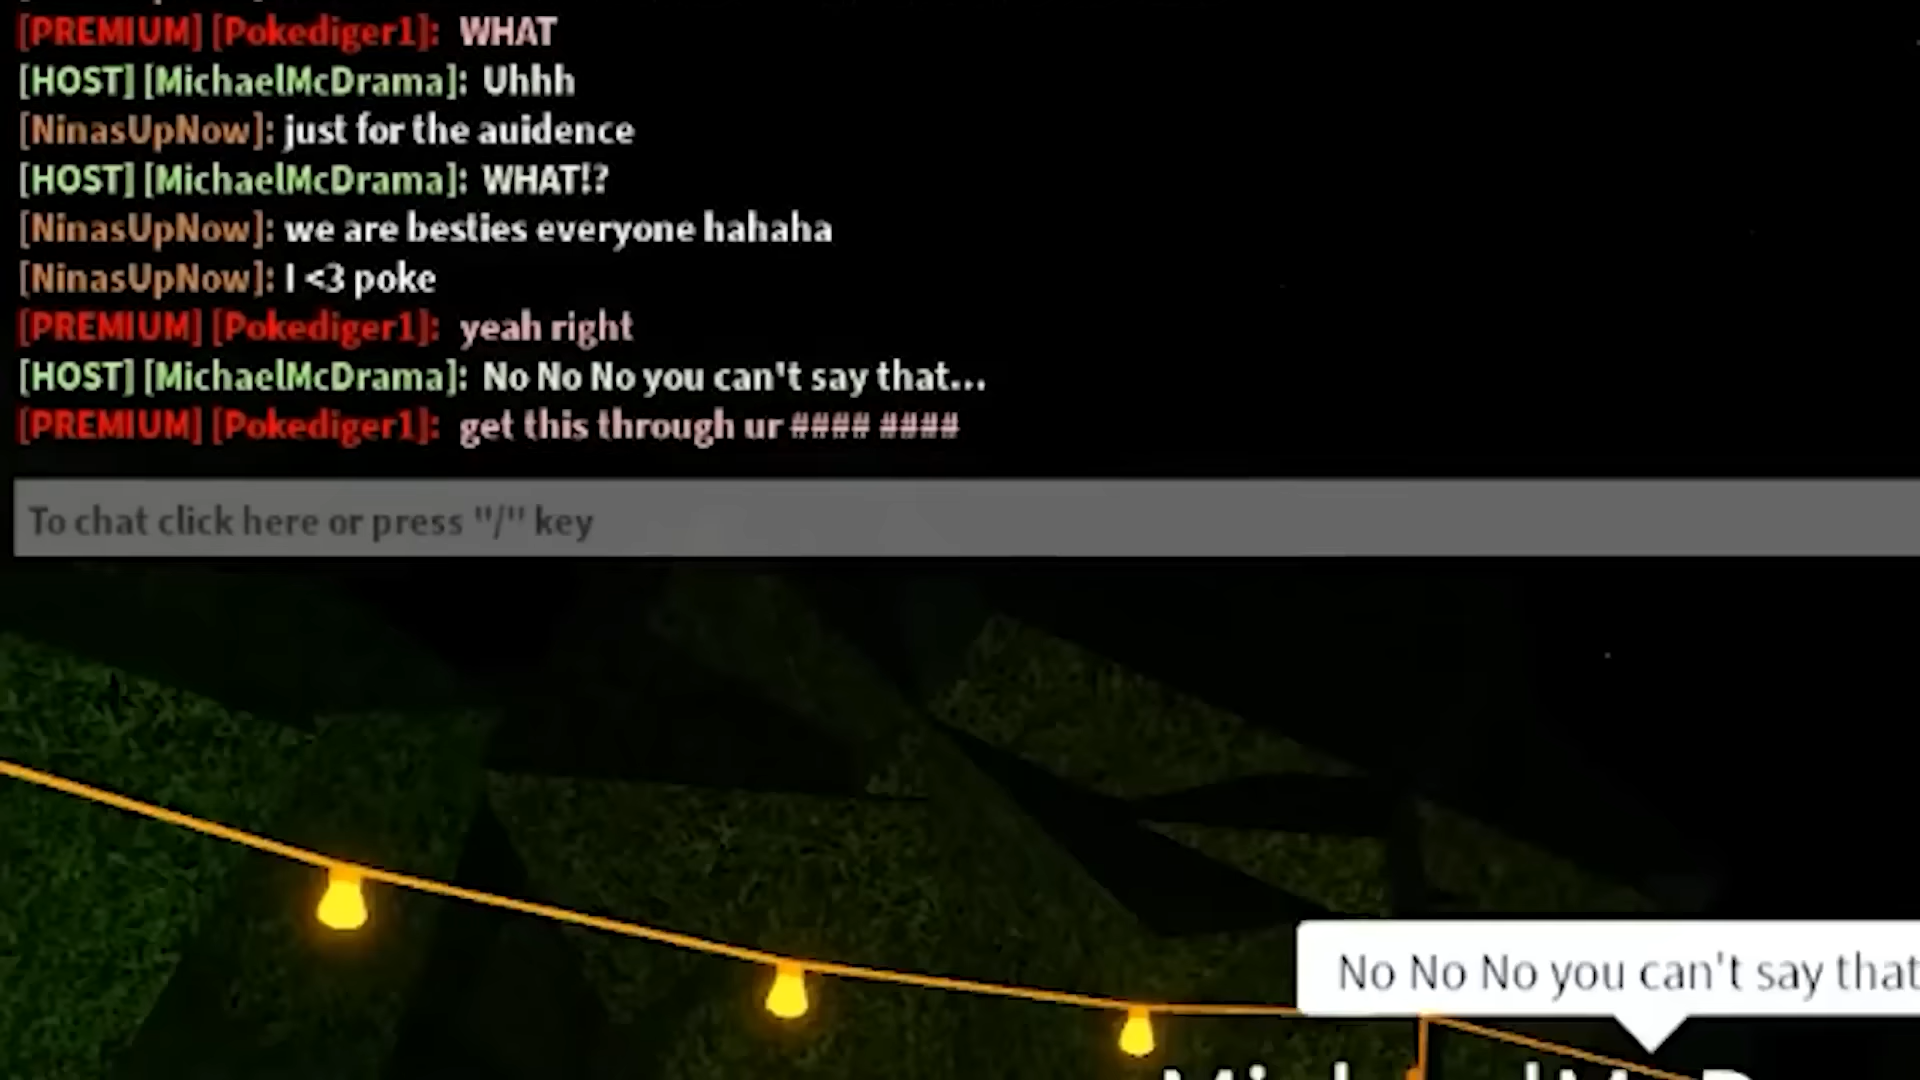 [PREMIUM] [Pokediger1]: WHAT
[HOST] [MichaelMcDrama]: Uhhh
[NinasUpNow]: just for the auidence
[HOST] [MichaelMcDrama]: WHAT!?
[NinasUpNow]: we are besties everyone hahaha
[NinasUpNow]: I <3 poke
[PREMIUM] [Pokediger1]: yeah right
[HOST] [MichaelMcDrama]: No No No you can't say that...
[PREMIUM] [Pokediger1]: get this through ur #### ####
To chat click here or press "/" key
No No No you can't say that